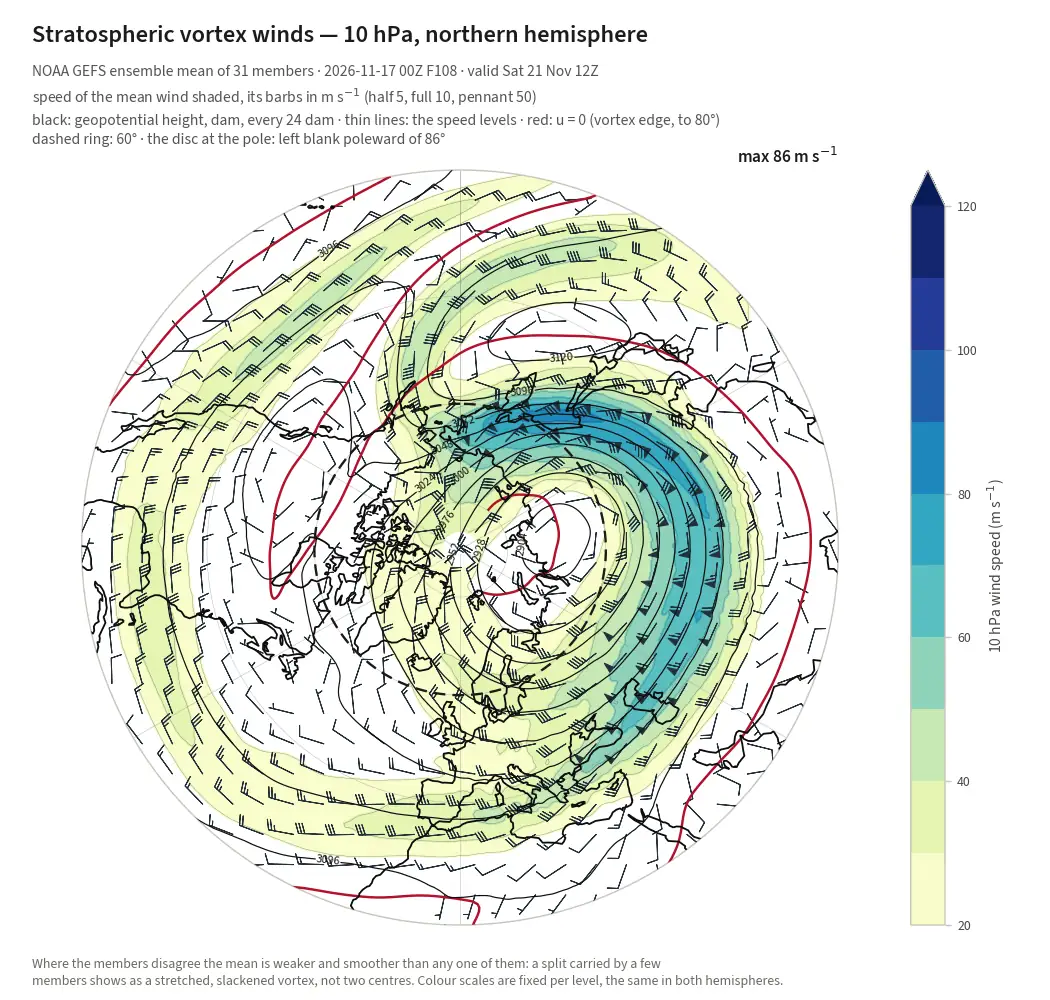 Stratospheric vortex winds — 10 hPa, northern hemisphere
NOAA GEFS ensemble mean of 31 members · 2026-11-17 00Z F108 · valid Sat 21 Nov 12Z
speed of the mean wind shaded, its barbs in m s⁻¹ (half 5, full 10, pennant 50)
black: geopotential height, dam, every 24 dam · thin lines: the speed levels · red: u = 0 (vortex edge, to 80°)
dashed ring: 60° · the disc at the pole: left blank poleward of 86°
max 86 m s⁻¹
120
100
80
60
40
20
10 hPa wind speed (m s⁻¹)
3096
3120
3096
3024
3000
2976
2928
3096
Where the members disagree the mean is weaker and smoother than any one of them: a split carried by a few
members shows as a stretched, slackened vortex, not two centres. Colour scales are fixed per level, the same in both hemispheres.